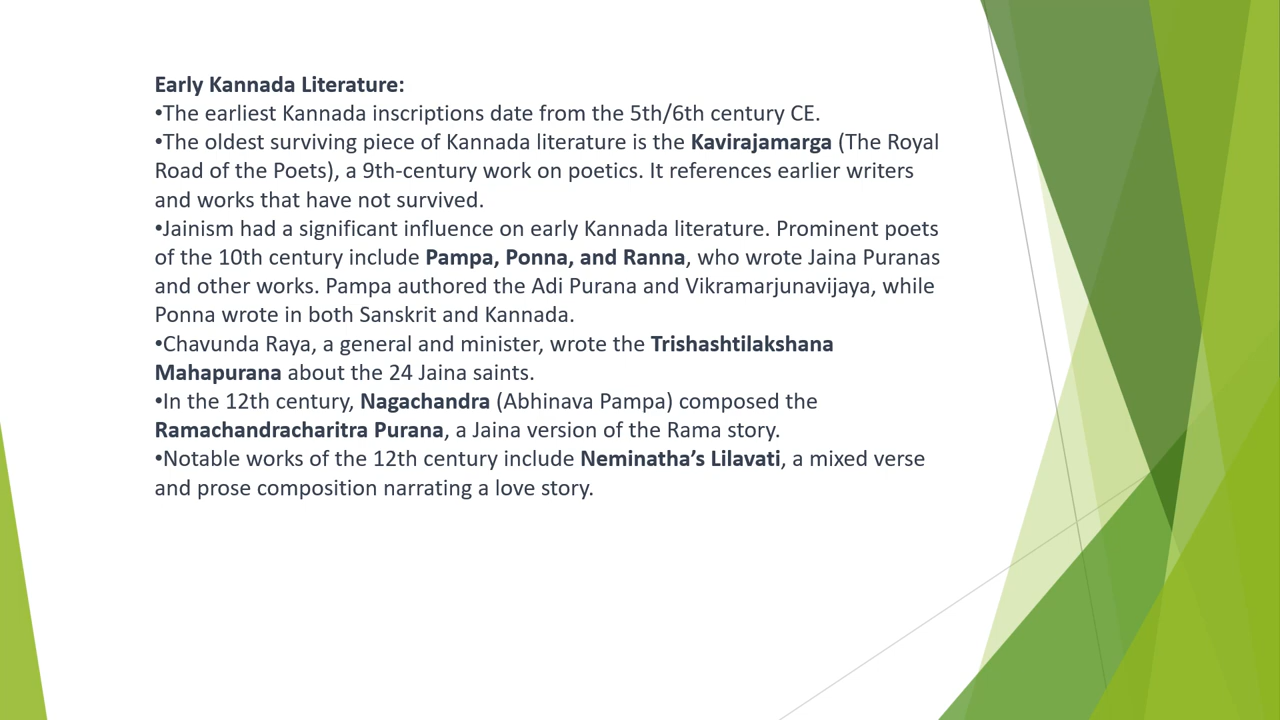 Early Kannada Literature:
•The earliest Kannada inscriptions date from the 5th/6th century CE.
•The oldest surviving piece of Kannada literature is the Kavirajamarga (The Royal
Road of the Poets), a 9th-century work on poetics. It references earlier writers
and works that have not survived.
•Jainism had a significant influence on early Kannada literature. Prominent poets
of the 10th century include Pampa, Ponna, and Ranna, who wrote Jaina Puranas
and other works. Pampa authored the Adi Purana and Vikramarjunavijaya, while
Ponna wrote in both Sanskrit and Kannada.
•Chavunda Raya, a general and minister, wrote the Trishashtilakshana
Mahapurana about the 24 Jaina saints.
•In the 12th century, Nagachandra (Abhinava Pampa) composed the
Ramachandracharitra Purana, a Jaina version of the Rama story.
•Notable works of the 12th century include Neminatha’s Lilavati, a mixed verse
and prose composition narrating a love story.